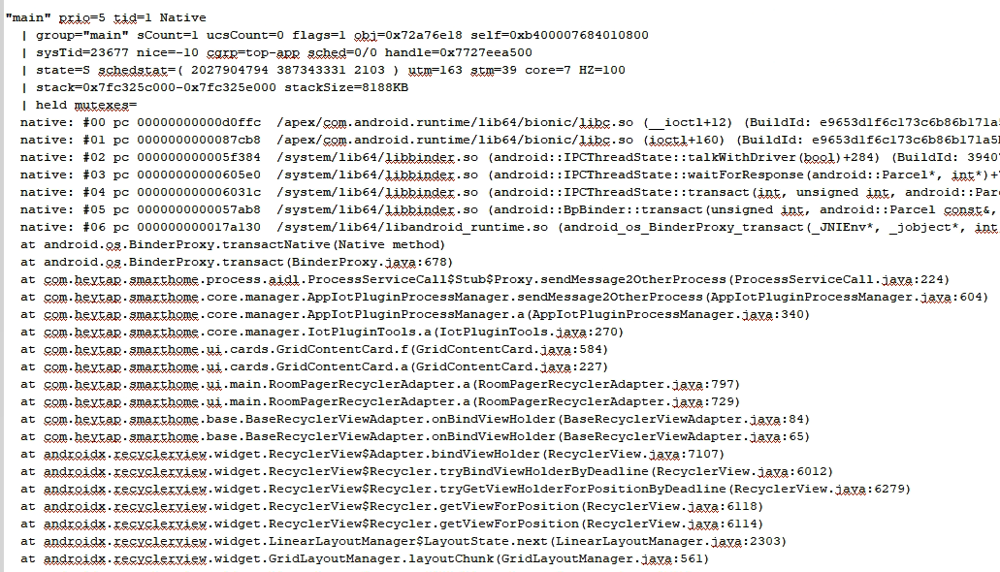 "main" prio=5 tid=1 Native
| group="main" sCount=1 ucsCount=0 flags=1 obj=0x72a76e18 self=0xb400007684010800
| sysTid=23677 nice=-10 cgrp=top-app sched=0/0 handle=0x7727eea500
| state=S schedstat=( 2027904794 387343331 2103 ) utm=163 stm=39 core=7 HZ=100
| stack=0x7fc325c000-0x7fc325e000 stackSize=8188KB
| held mutexes=
native: #00 pc 00000000000d0ffc /apex/com.android.runtime/lib64/bionic/libc.so (__ioctl+12) (BuildId: e9653d1f6c173c6b86b171a5
native: #01 pc 0000000000087cb8 /apex/com.android.runtime/lib64/bionic/libc.so (ioctl+160) (BuildId: e9653d1f6c173c6b86b171a5
native: #02 pc 000000000005f384 /system/lib64/libbinder.so (android::IPCThreadState::talkWithDriver(bool)+284) (BuildId: 39407
native: #03 pc 00000000000605e0 /system/lib64/libbinder.so (android::IPCThreadState::waitForResponse(android::Parcel*, int*)+
native: #04 pc 000000000006031c /system/lib64/libbinder.so (android::IPCThreadState::transact(int, unsigned int, android::Par
native: #05 pc 0000000000057ab8 /system/lib64/libbinder.so (android::BpBinder::transact(unsigned int, android::Parcel const&,
native: #06 pc 000000000017a130 /system/lib64/libandroid_runtime.so (android_os_BinderProxy_transact(_JNIEnv*, _jobject*, int
at android.os.BinderProxy.transactNative(Native method)
at android.os.BinderProxy.transact(BinderProxy.java:678)
at com.heytap.smarthome.process.aidl.ProcessServiceCall$Stub$Proxy.sendMessage2OtherProcess(ProcessServiceCall.java:224)
at com.heytap.smarthome.core.manager.AppIotPluginProcessManager.sendMessage2OtherProcess(AppIotPluginProcessManager.java:604)
at com.heytap.smarthome.core.manager.AppIotPluginProcessManager.a(AppIotPluginProcessManager.java:340)
at com.heytap.smarthome.core.manager.IotPluginTools.a(IotPluginTools.java:270)
at com.heytap.smarthome.ui.cards.GridContentCard.f(GridContentCard.java:584)
at com.heytap.smarthome.ui.cards.GridContentCard.a(GridContentCard.java:227)
at com.heytap.smarthome.ui.main.RoomPagerRecyclerAdapter.a(RoomPagerRecyclerAdapter.java:797)
at com.heytap.smarthome.ui.main.RoomPagerRecyclerAdapter.a(RoomPagerRecyclerAdapter.java:729)
at com.heytap.smarthome.base.BaseRecyclerViewAdapter.onBindViewHolder(BaseRecyclerViewAdapter.java:84)
at com.heytap.smarthome.base.BaseRecyclerViewAdapter.onBindViewHolder(BaseRecyclerViewAdapter.java:65)
at androidx.recyclerview.widget.RecyclerView$Adapter.bindViewHolder(RecyclerView.java:7107)
at androidx.recyclerview.widget.RecyclerView$Recycler.tryBindViewHolderByDeadline(RecyclerView.java:6012)
at androidx.recyclerview.widget.RecyclerView$Recycler.tryGetViewHolderForPositionByDeadline(RecyclerView.java:6279)
at androidx.recyclerview.widget.RecyclerView$Recycler.getViewForPosition(RecyclerView.java:6118)
at androidx.recyclerview.widget.RecyclerView$Recycler.getViewForPosition(RecyclerView.java:6114)
at androidx.recyclerview.widget.LinearLayoutManager$LayoutState.next(LinearLayoutManager.java:2303)
at androidx.recyclerview.widget.GridLayoutManager.layoutChunk(GridLayoutManager.java:561)